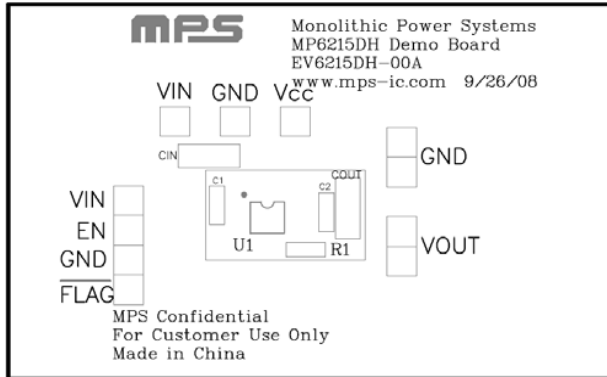 mps
Monolithic Power Systems
MP6215DH Demo Board
EV6215DH-00A
www.mps-ic.com 9/26/08
VIN GND Vcc
CIN
GND
COUT
C1
C2
VIN
EN
GND
FLAG
U1
R1
VOUT
MPS Confidential
For Customer Use Only
Made in China